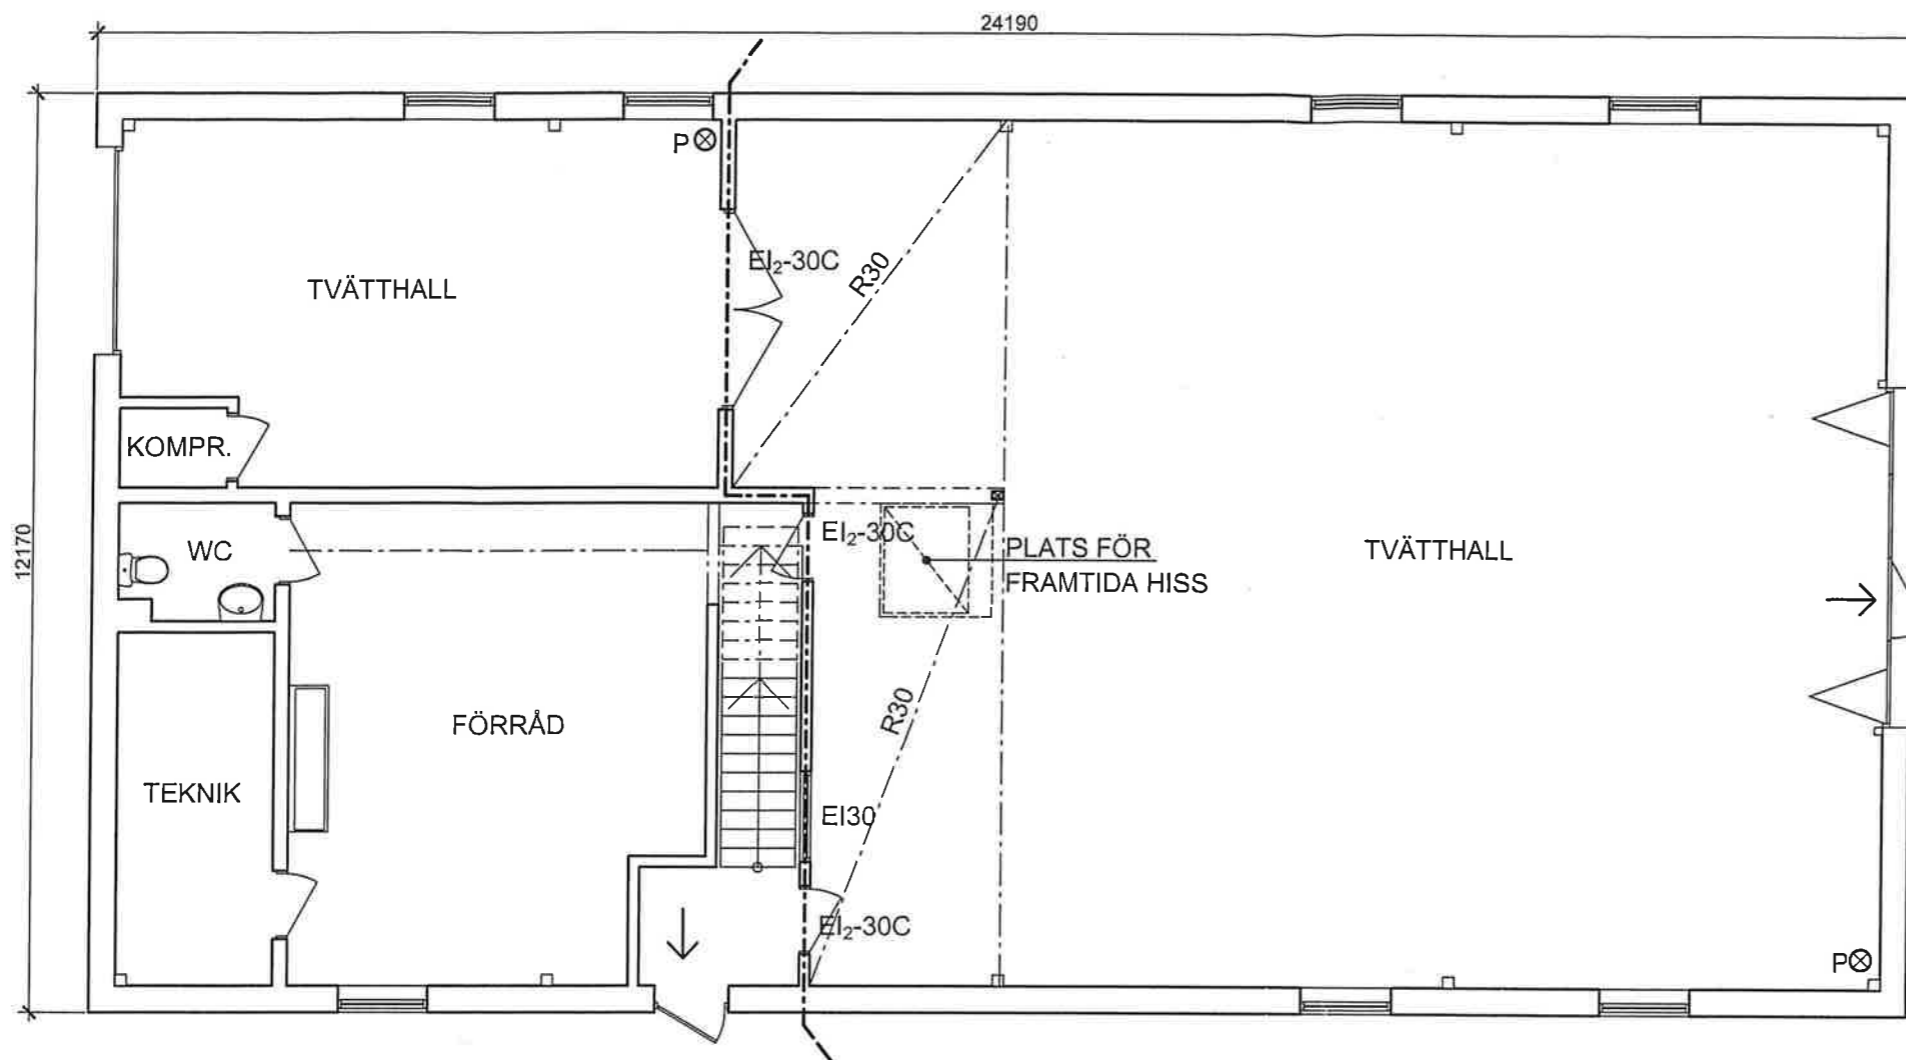 24190
P
EI₂-30C
R30
TVÄTTHALL
KOMPR.
12170
WC
EI₂-30C
PLATS FÖR
FRAMTIDA HISS
TVÄTTHALL
R30
FÖRRÅD
TEKNIK
EI30
EI₂-30C
P